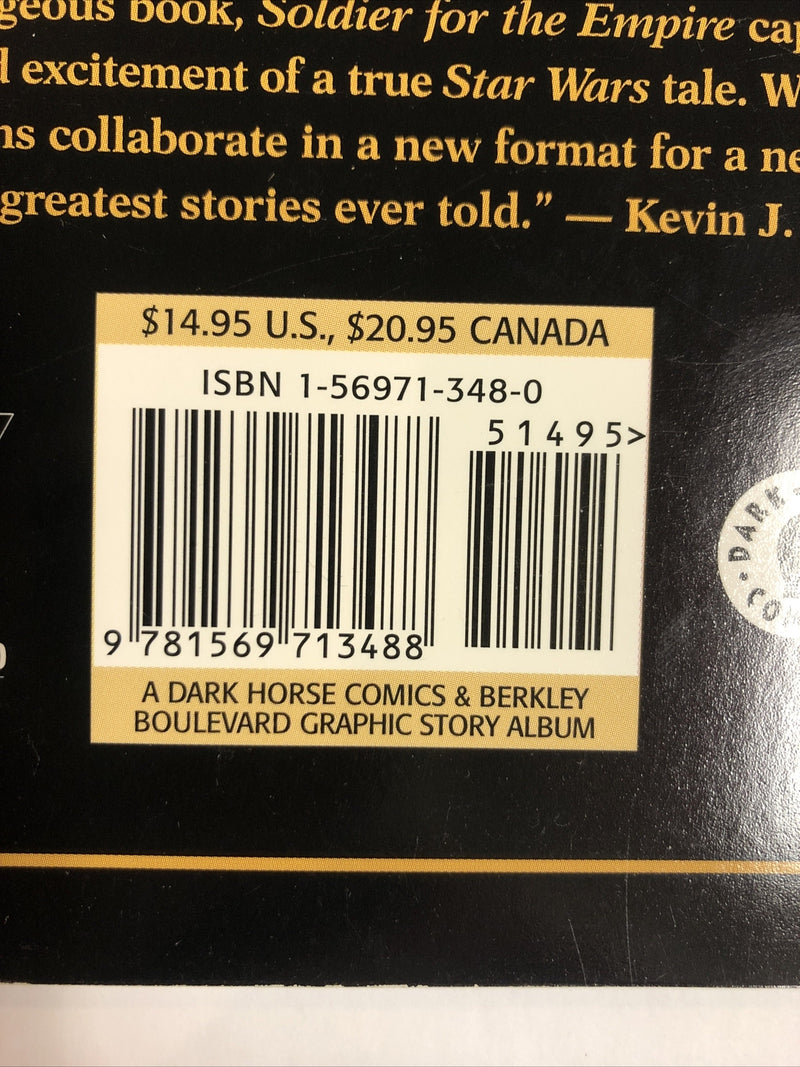 geous book, Soldier for the Empire cap
excitement of a true Star Wars tale. W
ns collaborate in a new format for a ne
greatest stories ever told." — Kevin J.
$14.95 U.S., $20.95 CANADA
ISBN 1-56971-348-0
51495>
9 781569 713488
A DARK HORSE COMICS & BERKLEY
BOULEVARD GRAPHIC STORY ALBUM
DARK
CO